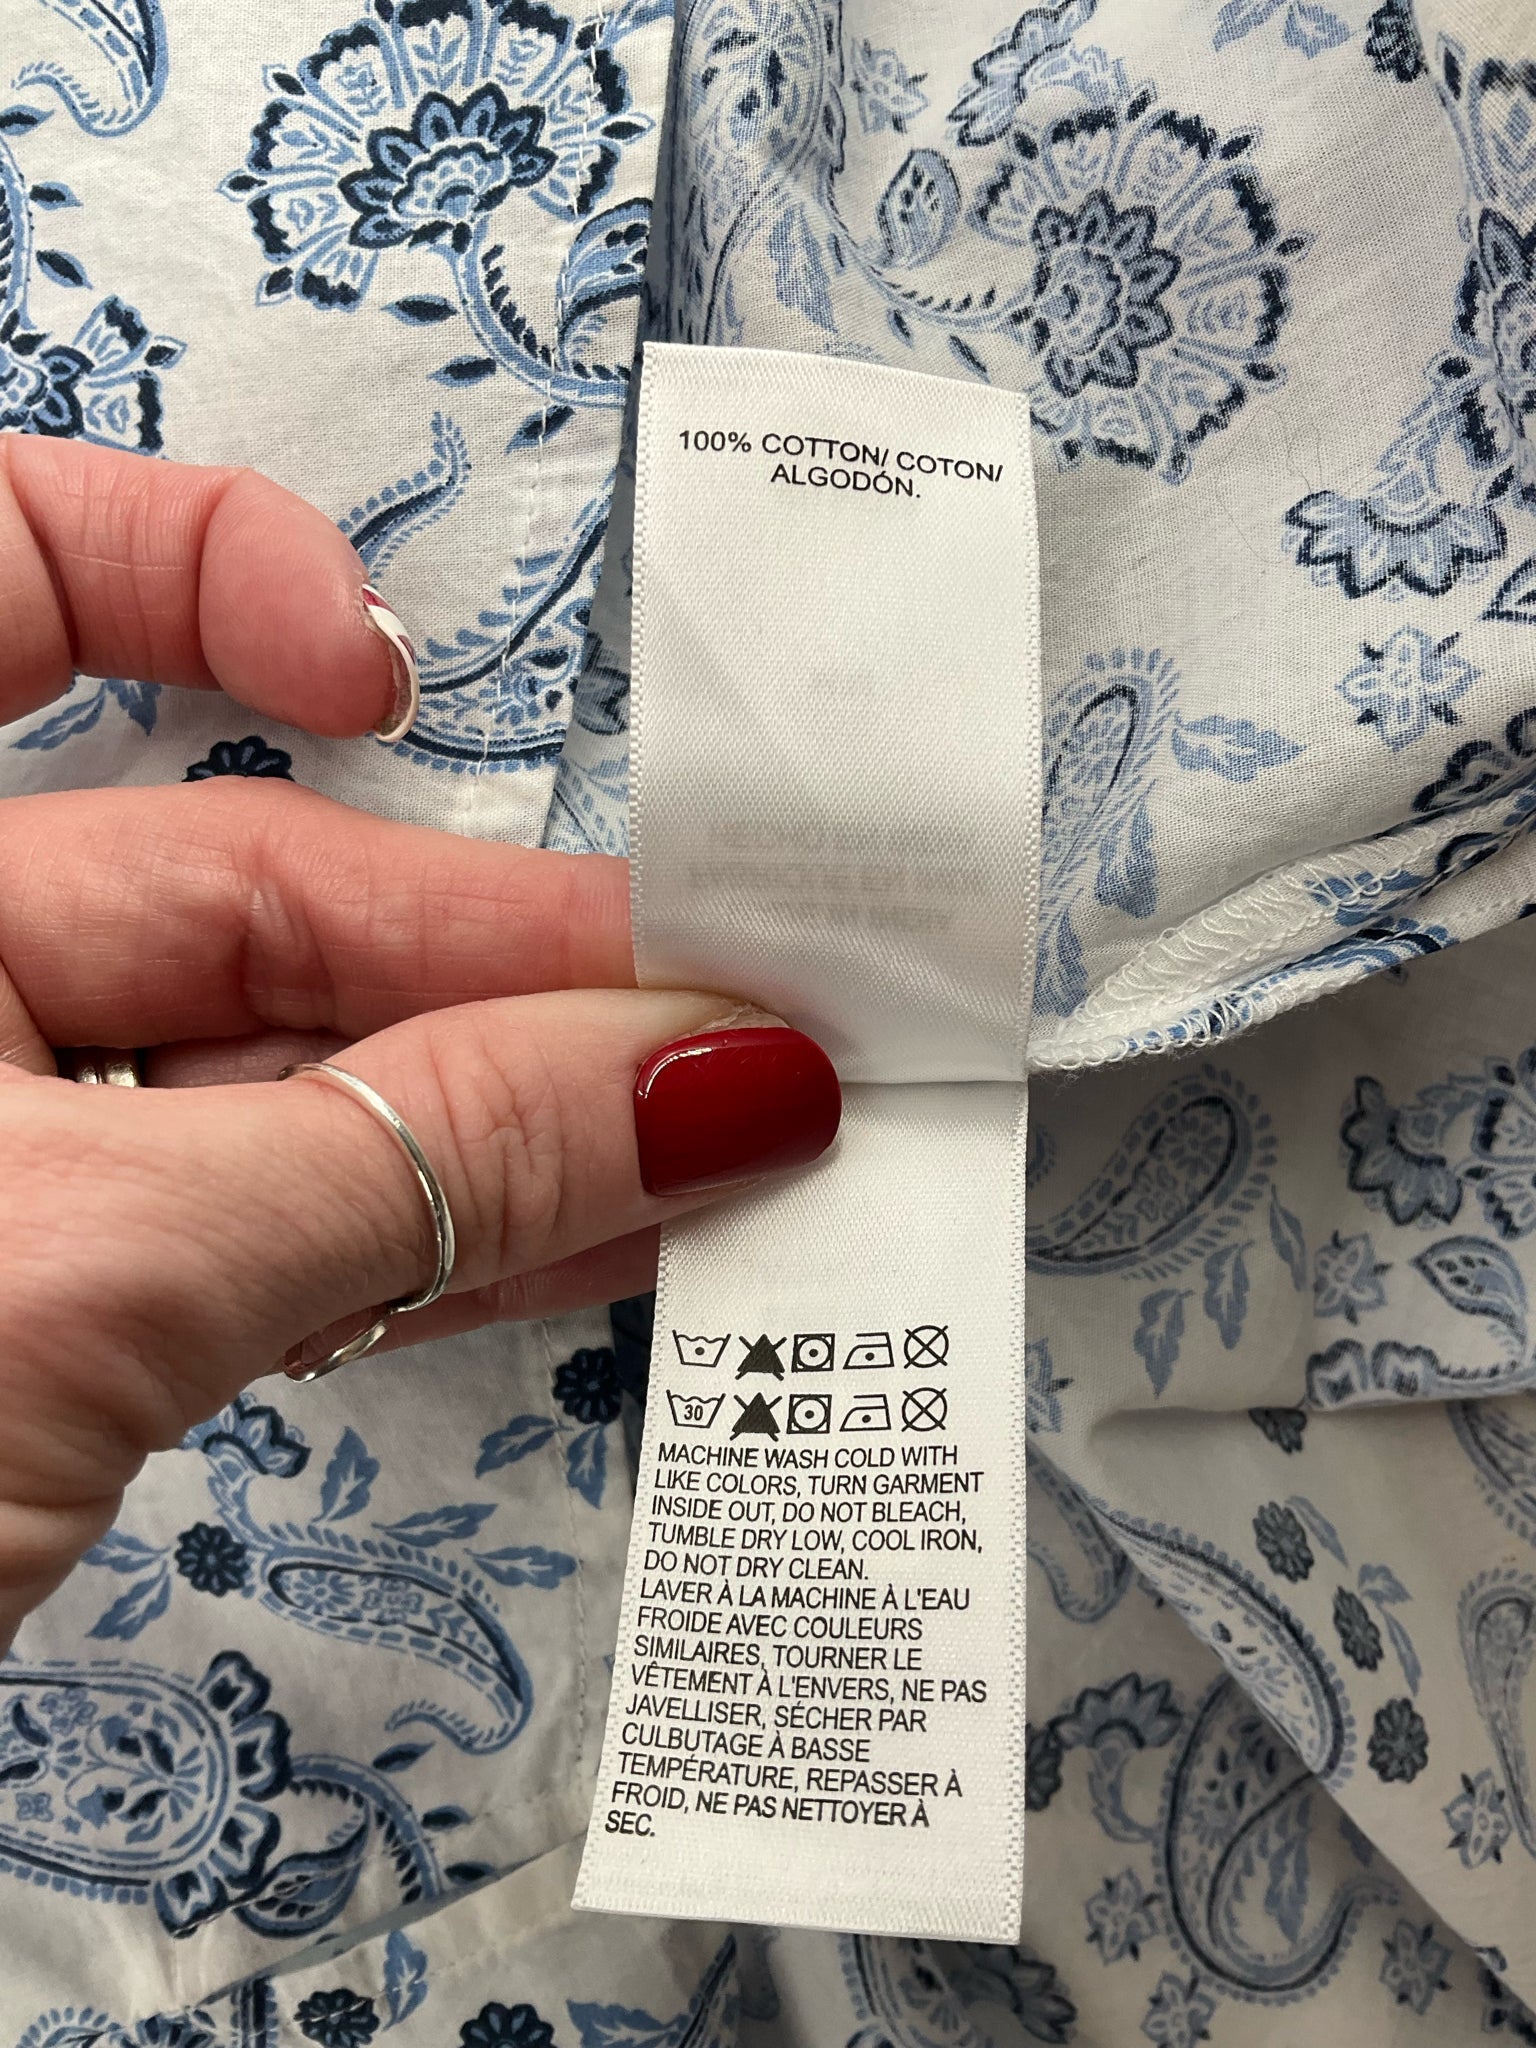 100% COTTON/ COTON/
ALGODÓN.
30
MACHINE WASH COLD WITH
LIKE COLORS, TURN GARMENT
INSIDE OUT, DO NOT BLEACH,
TUMBLE DRY LOW, COOL IRON,
DO NOT DRY CLEAN.
LAVER À LA MACHINE À L'EAU
FROIDE AVEC COULEURS
SIMILAIRES, TOURNER LE
VÊTEMENT À L'ENVERS, NE PAS
JAVELLISER, SÉCHER PAR
CULBUTAGE À BASSE
TEMPÉRATURE, REPASSER À
FROID, NE PAS NETTOYER À
SEC.